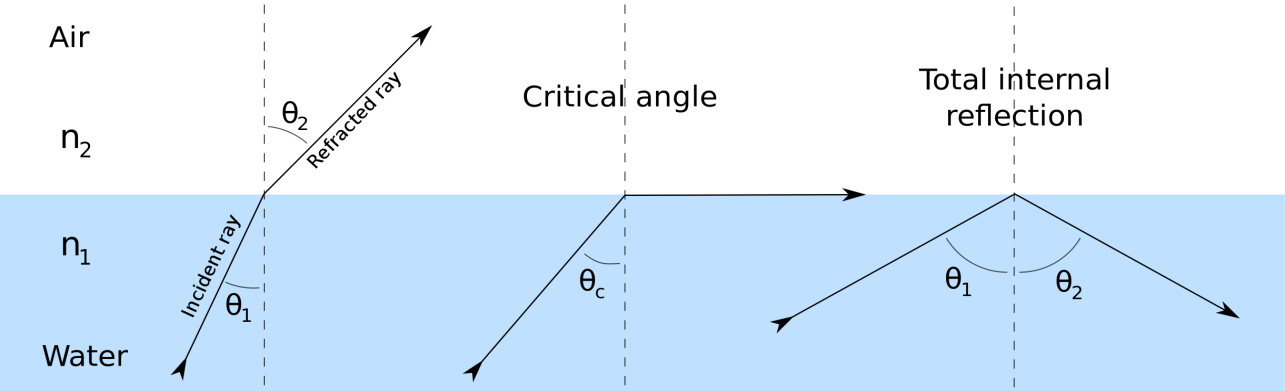 Air
n2
n1
Water
θ2
Refracted ray
Incident ray
θ1
Critical angle
θc
Total internal
reflection
θ1
θ2